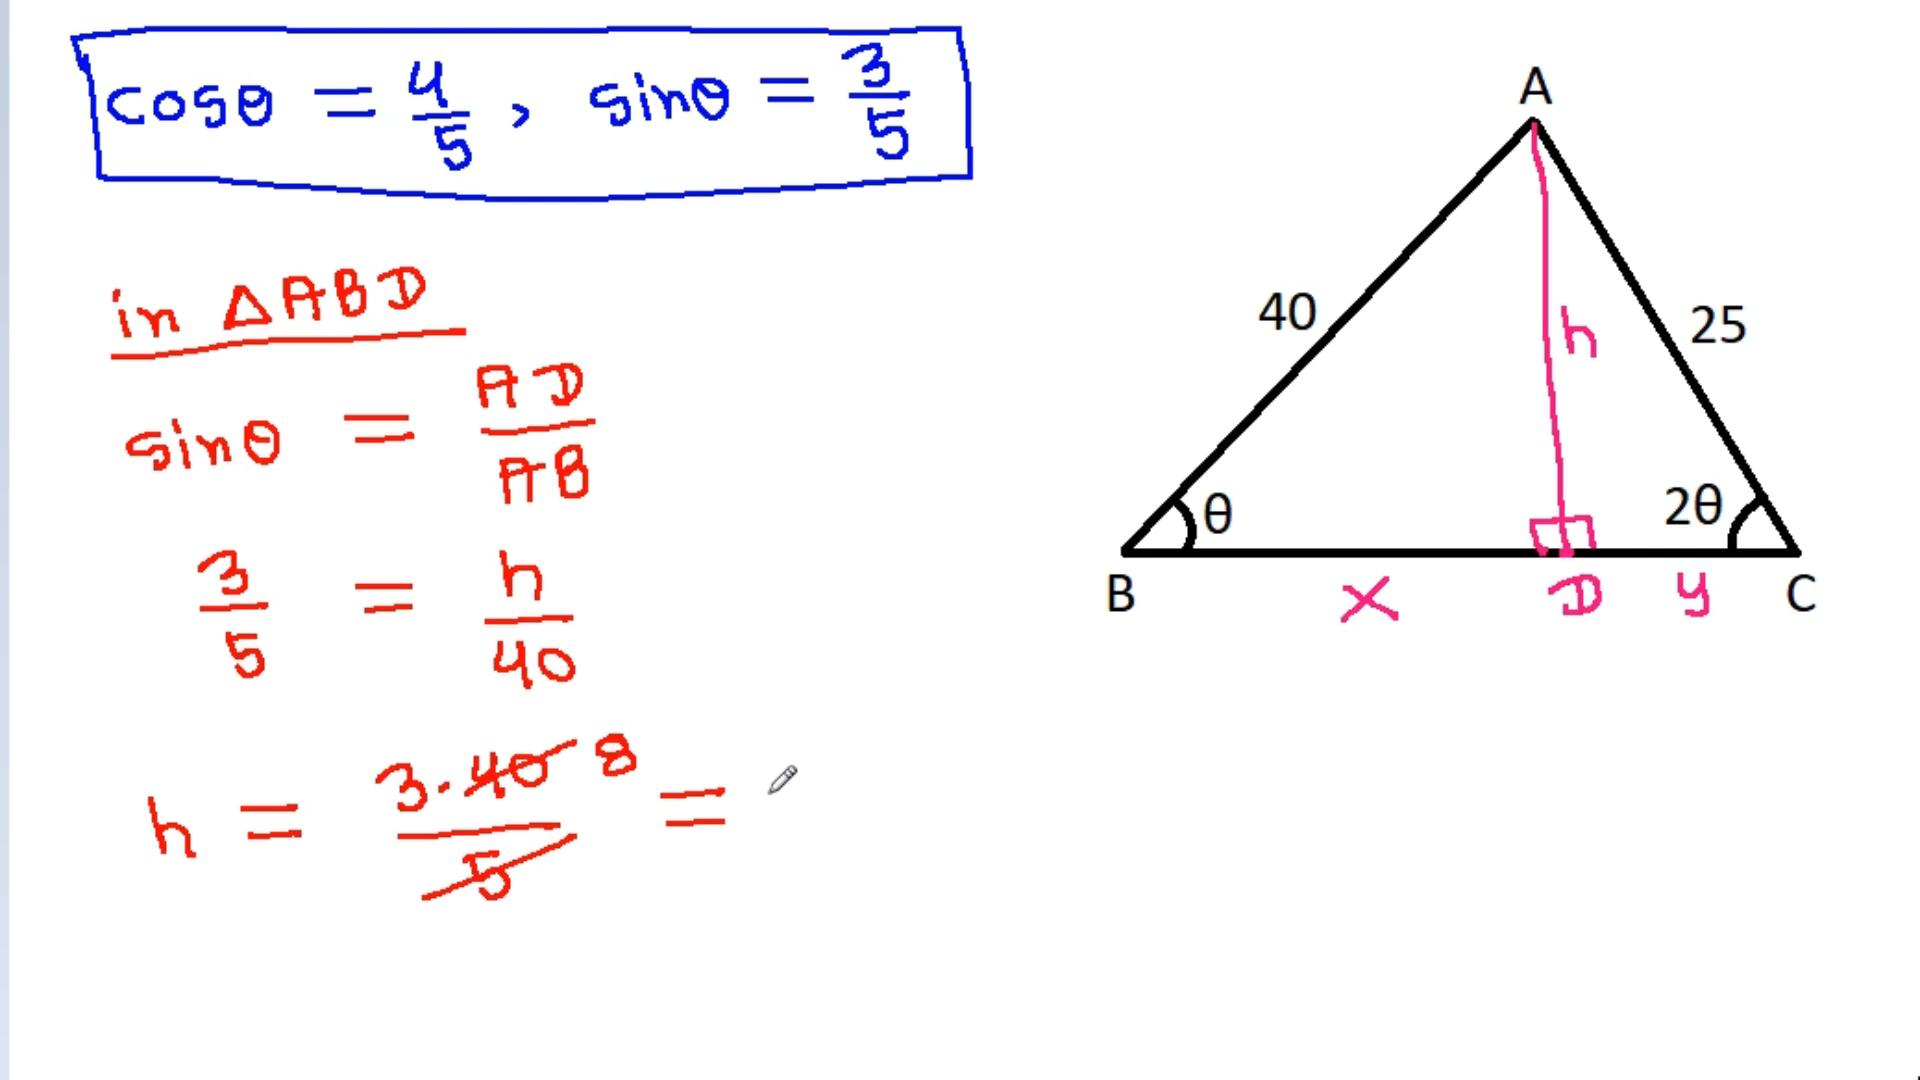 cosθ = 4/5 , sinθ = 3/5
in ΔABD
sinθ = AD/AB
3/5 = h/40
h = 3·40 8/5 =
A
40
25
h
θ
2θ
B
x
D
y
C